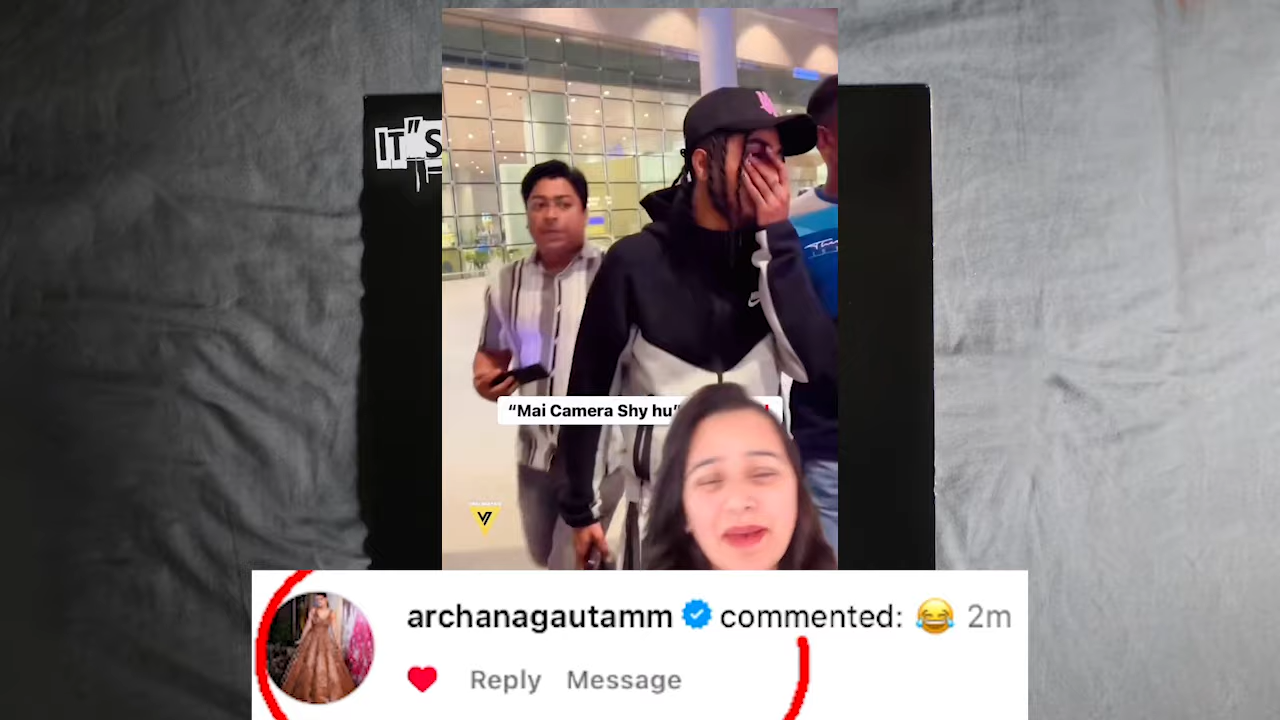 IT"S
“Mai Camera Shy hu”
archanagautamm commented: 😂 2m
Reply Message